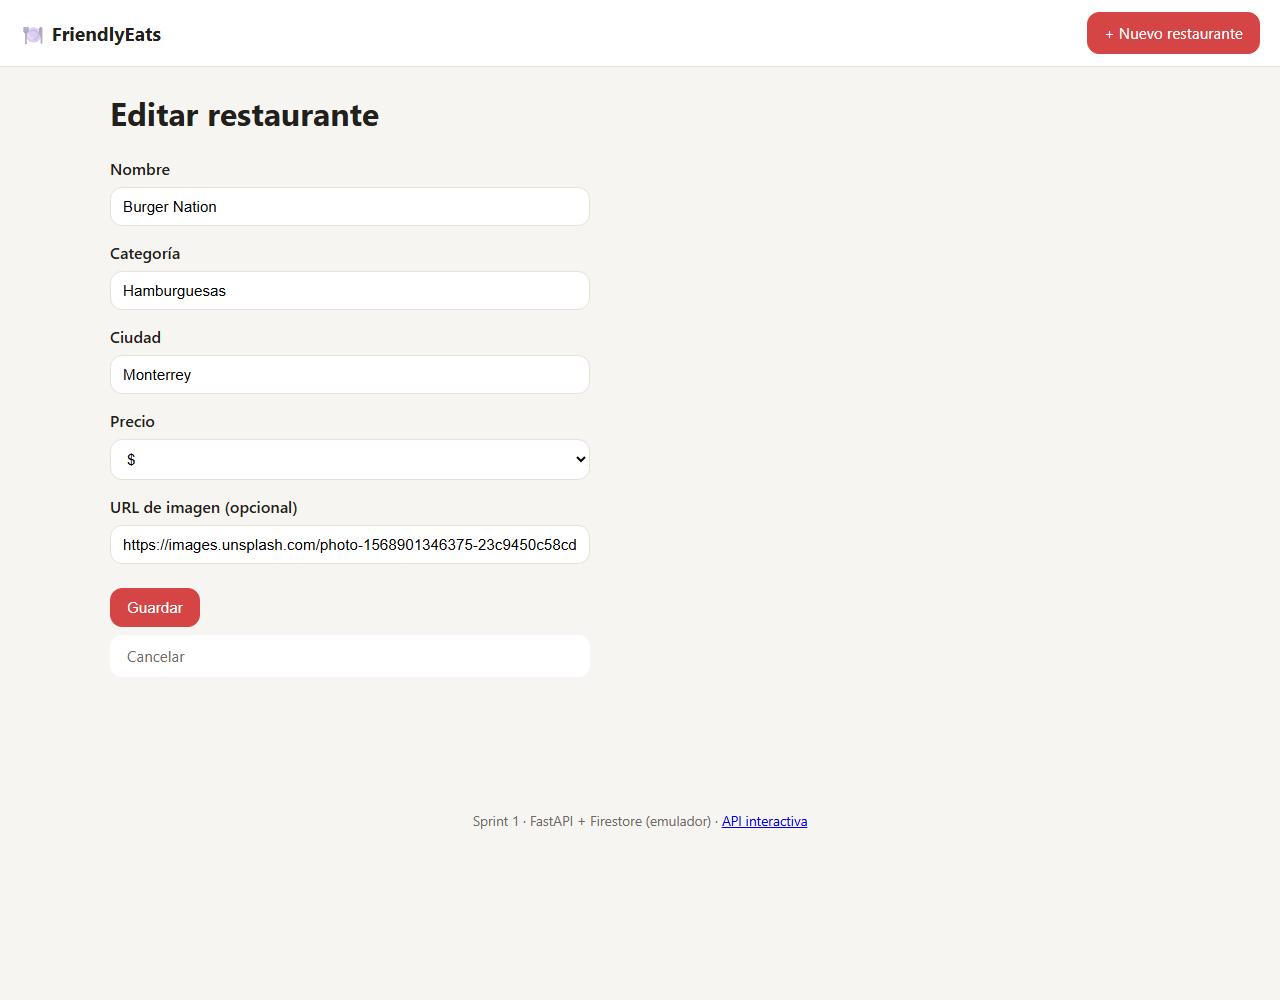 FriendlyEats
+ Nuevo restaurante
Editar restaurante
Nombre
Burger Nation
Categoría
Hamburguesas
Ciudad
Monterrey
Precio
$
URL de imagen (opcional)
https://images.unsplash.com/photo-1568901346375-23c9450c58cd
Guardar
Cancelar
Sprint 1 · FastAPI + Firestore (emulador) · API interactiva